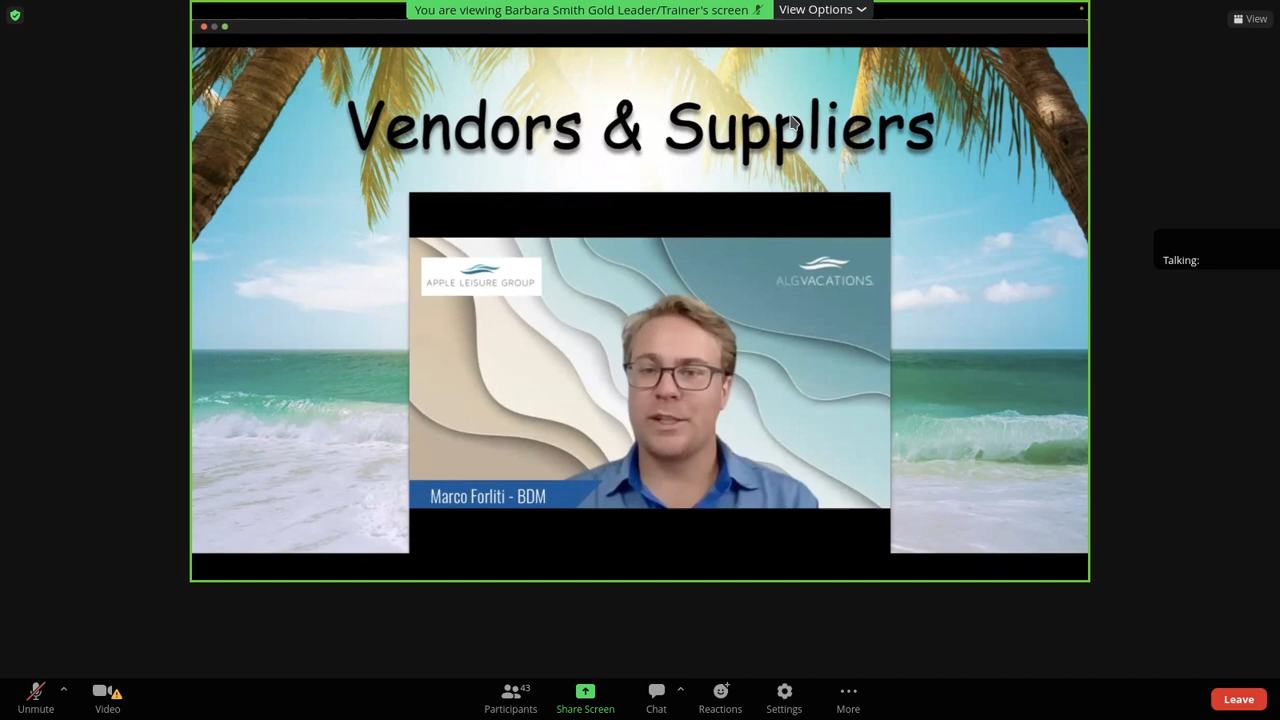 You are viewing Barbara Smith Gold Leader/Trainer's screen
View Options
View
Vendors & Suppliers
APPLE LEISURE GROUP
ALGVACATIONS
Talking:
Marco Forliti - BDM
Unmute
Video
43
Participants
Share Screen
Chat
Reactions
Settings
More
Leave